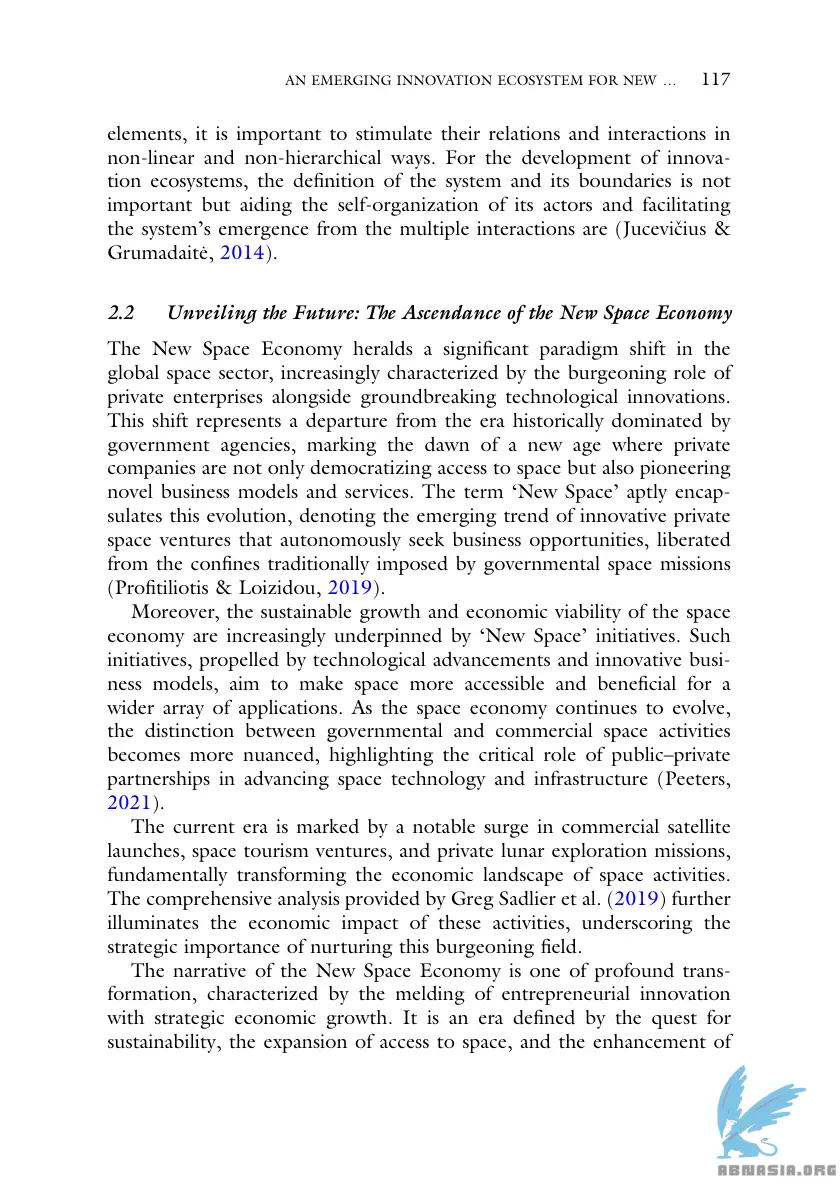 AN EMERGING INNOVATION ECOSYSTEM FOR NEW … 117
elements, it is important to stimulate their relations and interactions in
non-linear and non-hierarchical ways. For the development of innova-
tion ecosystems, the definition of the system and its boundaries is not
important but aiding the self-organization of its actors and facilitating
the system’s emergence from the multiple interactions are (Jucevičius &
Grumadaitė, 2014).
2.2 Unveiling the Future: The Ascendance of the New Space Economy
The New Space Economy heralds a significant paradigm shift in the
global space sector, increasingly characterized by the burgeoning role of
private enterprises alongside groundbreaking technological innovations.
This shift represents a departure from the era historically dominated by
government agencies, marking the dawn of a new age where private
companies are not only democratizing access to space but also pioneering
novel business models and services. The term ‘New Space’ aptly encap-
sulates this evolution, denoting the emerging trend of innovative private
space ventures that autonomously seek business opportunities, liberated
from the confines traditionally imposed by governmental space missions
(Profitiliotis & Loizidou, 2019).
Moreover, the sustainable growth and economic viability of the space
economy are increasingly underpinned by ‘New Space’ initiatives. Such
initiatives, propelled by technological advancements and innovative busi-
ness models, aim to make space more accessible and beneficial for a
wider array of applications. As the space economy continues to evolve,
the distinction between governmental and commercial space activities
becomes more nuanced, highlighting the critical role of public–private
partnerships in advancing space technology and infrastructure (Peeters,
2021).
The current era is marked by a notable surge in commercial satellite
launches, space tourism ventures, and private lunar exploration missions,
fundamentally transforming the economic landscape of space activities.
The comprehensive analysis provided by Greg Sadlier et al. (2019) further
illuminates the economic impact of these activities, underscoring the
strategic importance of nurturing this burgeoning field.
The narrative of the New Space Economy is one of profound trans-
formation, characterized by the melding of entrepreneurial innovation
with strategic economic growth. It is an era defined by the quest for
sustainability, the expansion of access to space, and the enhancement of
ABNASIA.ORG